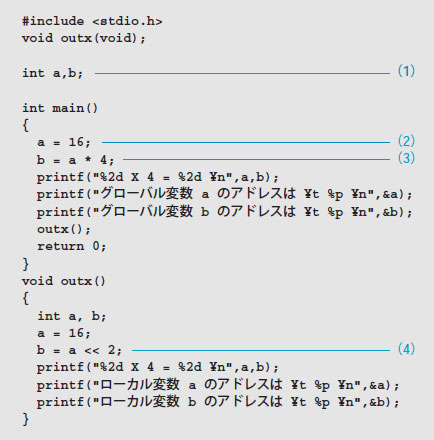 #include <stdio.h>
void outx(void);
int a,b; (1)
int main()
{
a = 16; (2)
b = a * 4; (3)
printf("%2d X 4 = %2d ¥n",a,b);
printf("グローバル変数 a のアドレスは ¥t %p ¥n",&a);
printf("グローバル変数 b のアドレスは ¥t %p ¥n",&b);
outx();
return 0;
}
void outx()
{
int a, b;
a = 16;
b = a << 2; (4)
printf("%2d X 4 = %2d ¥n",a,b);
printf("ローカル変数 a のアドレスは ¥t %p ¥n",&a);
printf("ローカル変数 b のアドレスは ¥t %p ¥n",&b);
}